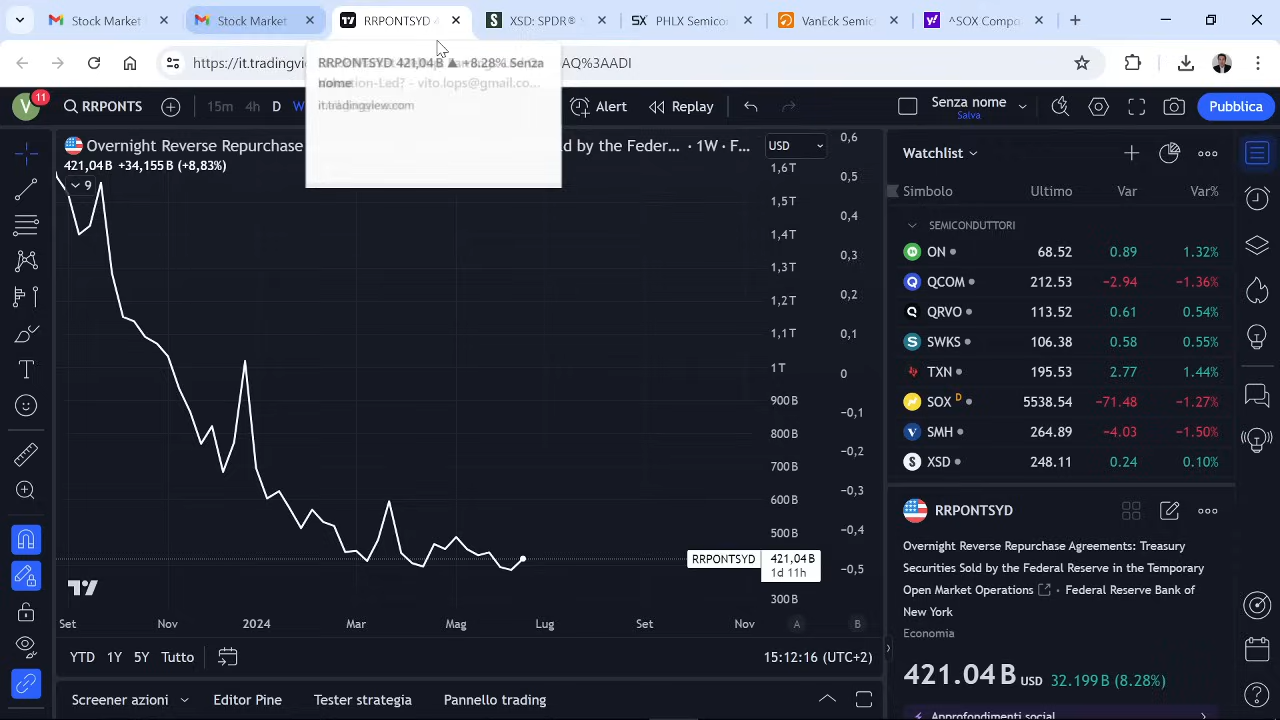 Stock Market
Stock Market
RRPONTSYD
XSD: SPDR®
PHLX Semico
VanEck Semi
^SOX Compo
V
11
it.tradingview.com
AQ%3AADI
RRPONTSYD 421,04 B ▲ +8.28% Senza
nome
- vito.lops@gmail.co...
it.tradingview.com
RRPONTS
15m
4h
D
W
Alert
Replay
Senza nome
Salva
Pubblica
Overnight Reverse Repurchase
d by the Feder... · 1W · F...
421,04 B +34,155 B (+8,83%)
9
USD
1,6 T
1,5 T
1,4 T
1,3 T
1,2 T
1,1 T
1 T
900 B
800 B
700 B
600 B
500 B
300 B
0,6
0,5
0,4
0,3
0,2
0,1
0
−0,1
−0,2
−0,3
−0,4
−0,5
RRPONTSYD
421,04 B
1d 11h
Set
Nov
2024
Mar
Mag
Lug
Set
Nov
A
B
YTD
1Y
5Y
Tutto
15:12:16 (UTC+2)
Screener azioni
Editor Pine
Tester strategia
Pannello trading
Watchlist
Simbolo Ultimo Var Var%
SEMICONDUTTORI
ON 68.52 0.89 1.32%
QCOM 212.53 −2.94 −1.36%
QRVO 113.52 0.61 0.54%
SWKS 106.38 0.58 0.55%
TXN 195.53 2.77 1.44%
SOX D 5538.54 −71.48 −1.27%
SMH 264.89 −4.03 −1.50%
XSD 248.11 0.24 0.10%
RRPONTSYD
Overnight Reverse Repurchase Agreements: Treasury
Securities Sold by the Federal Reserve in the Temporary
Open Market Operations · Federal Reserve Bank of
New York
Economia
421.04 B USD 32.199 B (8.28%)
Approfondimenti social